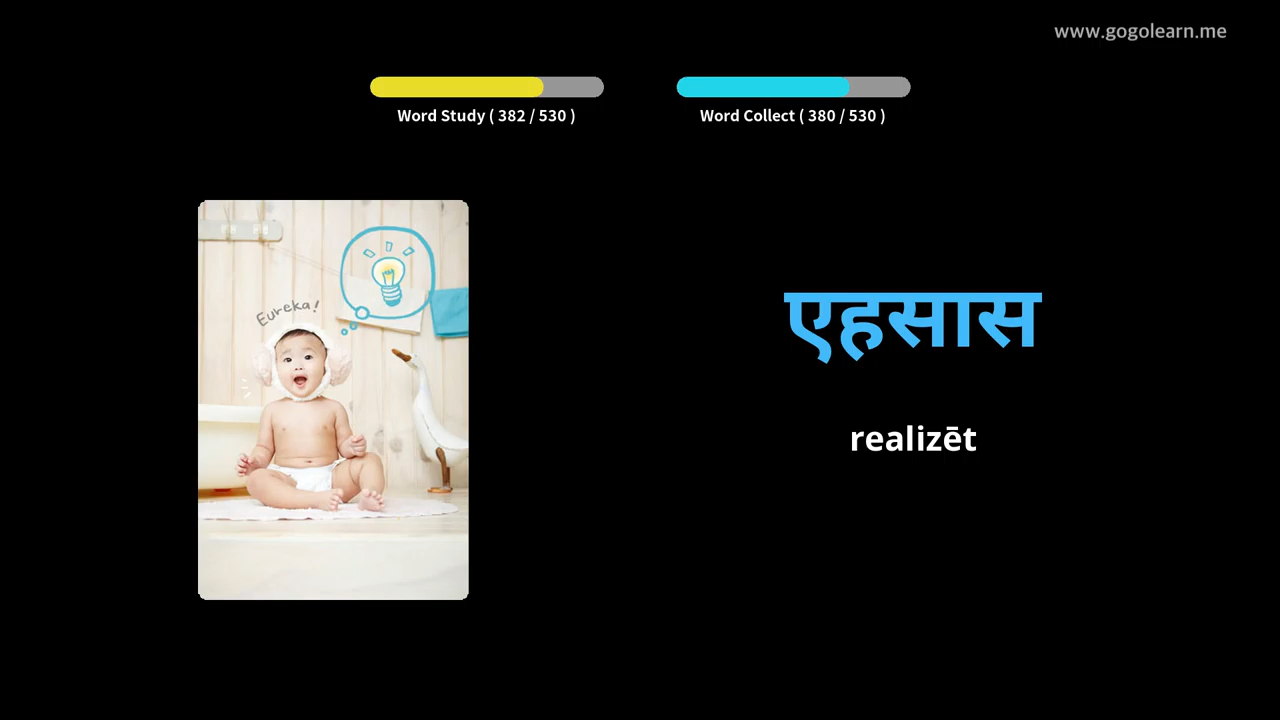 www.gogolearn.me
Word Study ( 382 / 530 )
Word Collect ( 380 / 530 )
Eureka!
एहसास
realizēt